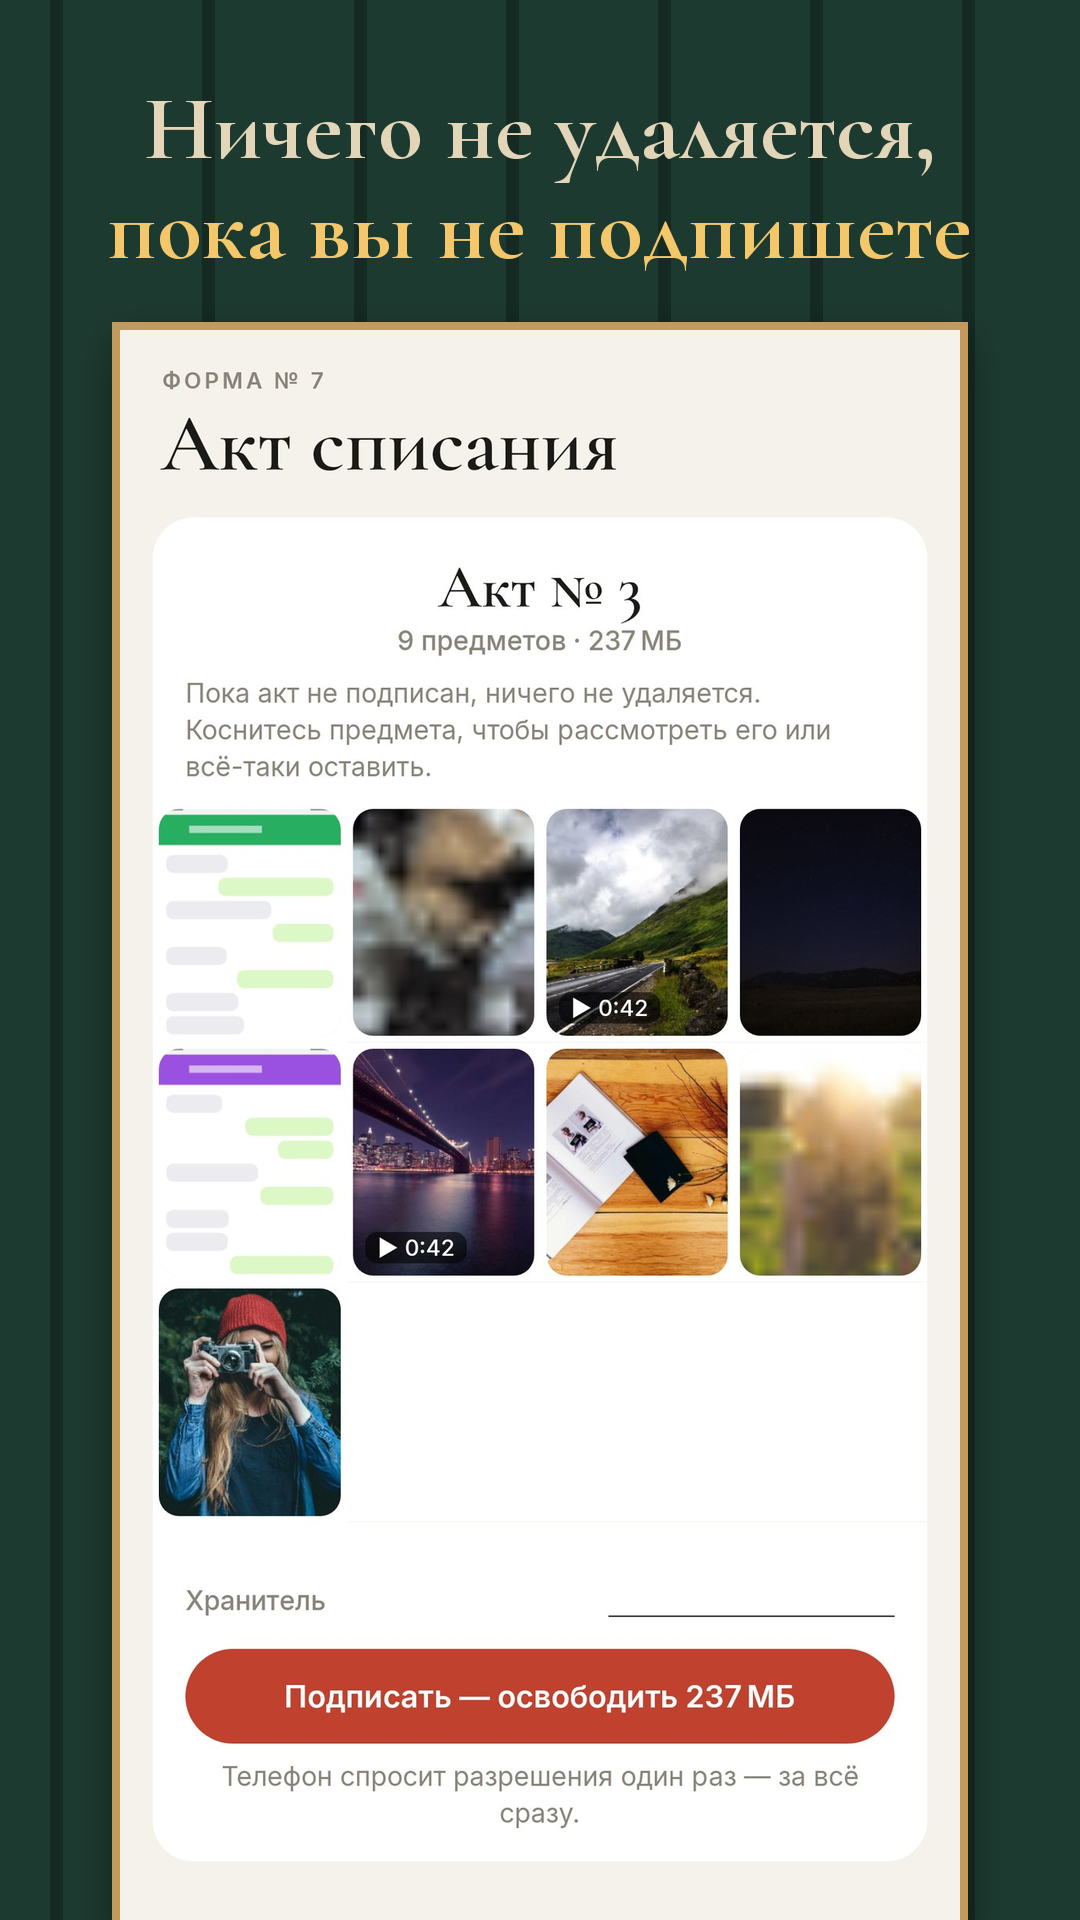 Ничего не удаляется,
пока вы не подпишете
ФОРМА № 7
Акт списания
Акт № 3
9 предметов · 237 МБ
Пока акт не подписан, ничего не удаляется.
Коснитесь предмета, чтобы рассмотреть его или
всё-таки оставить.
0:42
0:42
Хранитель
Подписать — освободить 237 МБ
Телефон спросит разрешения один раз — за всё
сразу.